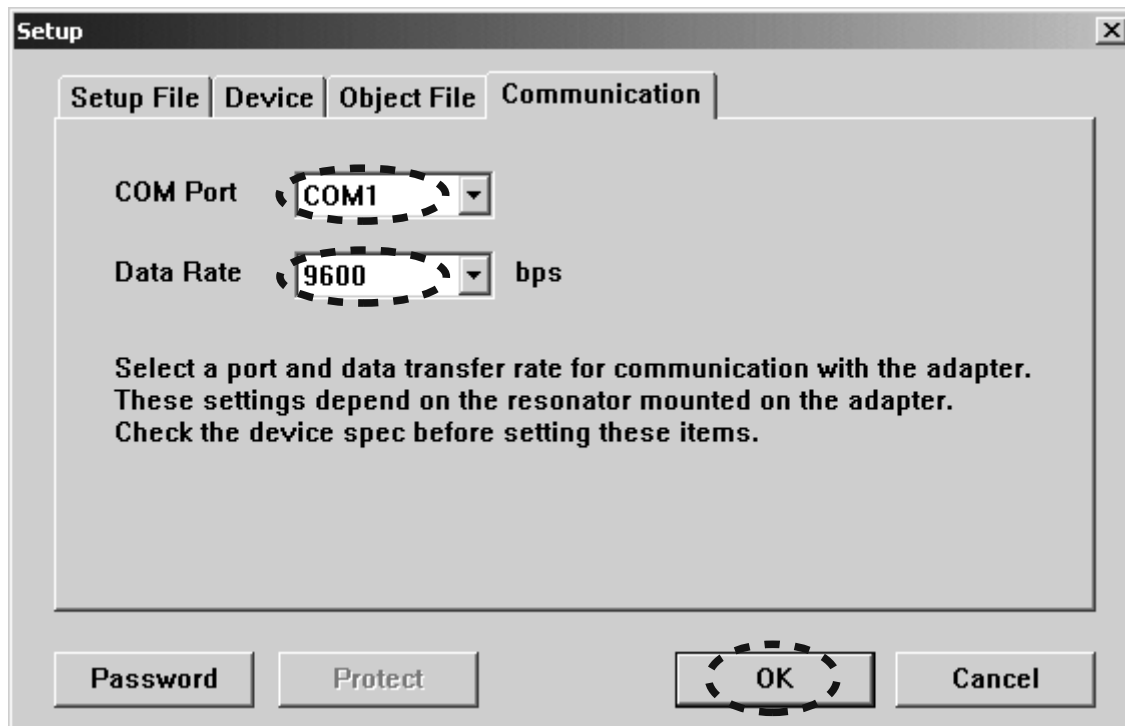 Setup
Setup File Device Object File Communication
COM Port COM1
Data Rate 9600 bps
Select a port and data transfer rate for communication with the adapter.
These settings depend on the resonator mounted on the adapter.
Check the device spec before setting these items.
Password Protect OK Cancel